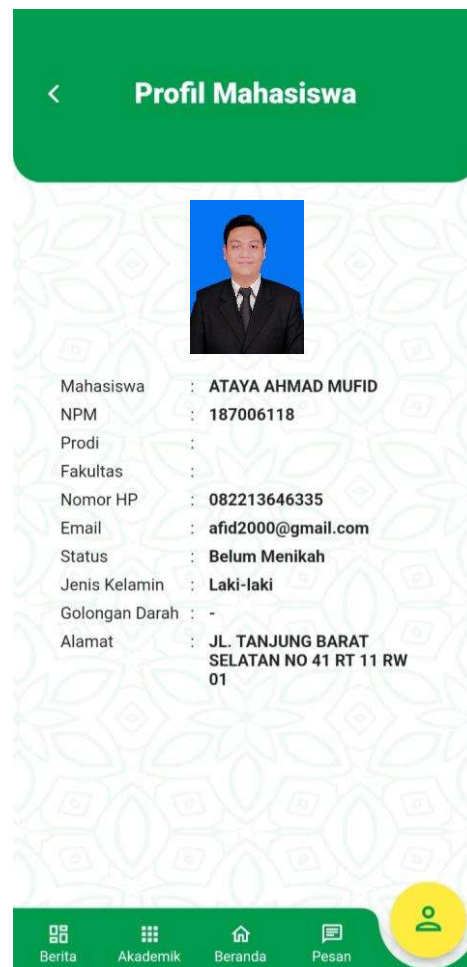 Profil Mahasiswa
Mahasiswa : ATAYA AHMAD MUFID
NPM : 187006118
Prodi :
Fakultas :
Nomor HP : 082213646335
Email : afid2000@gmail.com
Status : Belum Menikah
Jenis Kelamin : Laki-laki
Golongan Darah : -
Alamat : JL. TANJUNG BARAT
SELATAN NO 41 RT 11 RW
01
Berita Akademik Beranda Pesan